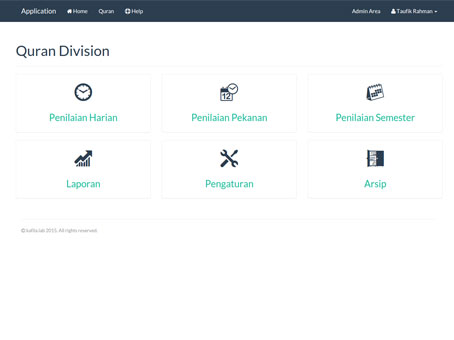 Application Home Quran Help Admin Area Taufik Rahman
Quran Division
12
Penilaian Harian Penilaian Pekanan Penilaian Semester
Laporan Pengaturan Arsip
2015. All rights reserved.